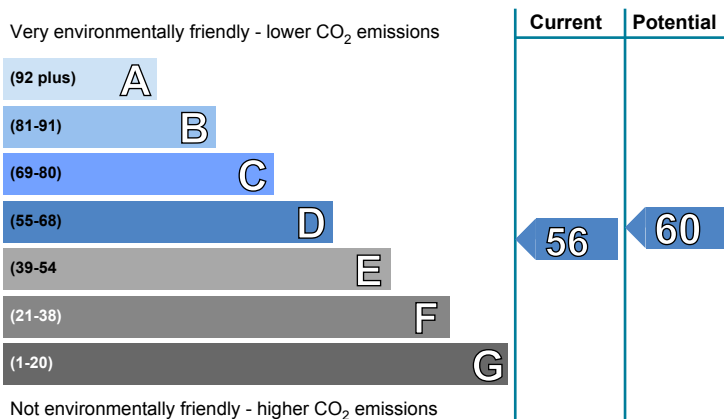 Current Potential
Very environmentally friendly - lower CO2 emissions
(92 plus) A
(81-91) B
(69-80) C
(55-68) D
56 60
(39-54 E
(21-38) F
(1-20) G
Not environmentally friendly - higher CO2 emissions